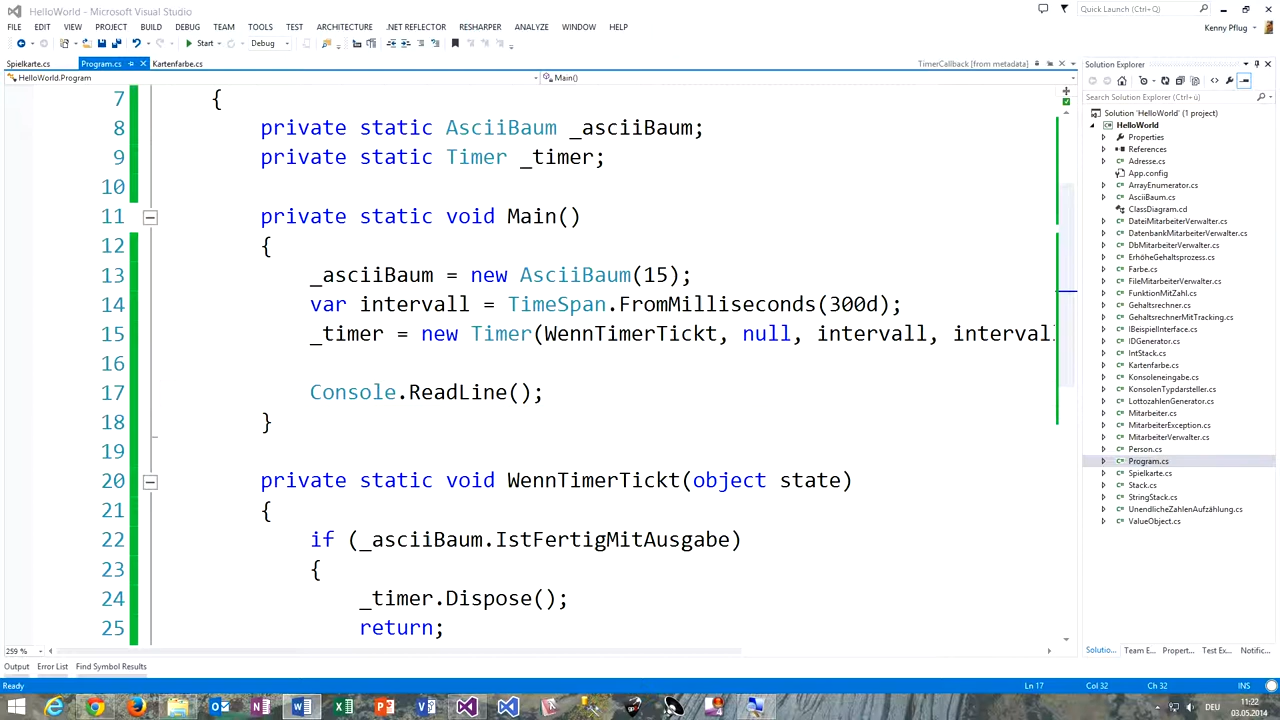 HelloWorld - Microsoft Visual Studio
Quick Launch (Ctrl+Q)
FILE EDIT VIEW PROJECT BUILD DEBUG TEAM TOOLS TEST ARCHITECTURE .NET REFLECTOR RESHARPER ANALYZE WINDOW HELP
Kenny Pflug
Start Debug
Spielkarte.cs Program.cs Kartenfarbe.cs
TimerCallback [from metadata]
HelloWorld.Program Main()
7 {
8 private static AsciiBaum _asciiBaum;
9 private static Timer _timer;
10
11 private static void Main()
12 {
13 _asciiBaum = new AsciiBaum(15);
14 var intervall = TimeSpan.FromMilliseconds(300d);
15 _timer = new Timer(WennTimerTickt, null, intervall, intervall
16
17 Console.ReadLine();
18 }
19
20 private static void WennTimerTickt(object state)
21 {
22 if (_asciiBaum.IstFertigMitAusgabe)
23 {
24 _timer.Dispose();
25 return;
259 %
Solution Explorer
Search Solution Explorer (Ctrl+ü)
Solution 'HelloWorld' (1 project)
HelloWorld
Properties
References
Adresse.cs
App.config
ArrayEnumerator.cs
AsciiBaum.cs
ClassDiagram.cd
DateiMitarbeiterVerwalter.cs
DatenbankMitarbeiterVerwalter.cs
DbMitarbeiterVerwalter.cs
ErhöheGehaltsprozess.cs
Farbe.cs
FileMitarbeiterVerwalter.cs
FunktionMitZahl.cs
Gehaltsrechner.cs
GehaltsrechnerMitTracking.cs
IBeispielInterface.cs
IDGenerator.cs
IntStack.cs
Kartenfarbe.cs
Konsoleneingabe.cs
KonsolenTypdarsteller.cs
LottozahlenGenerator.cs
Mitarbeiter.cs
MitarbeiterException.cs
MitarbeiterVerwalter.cs
Person.cs
Program.cs
Spielkarte.cs
Stack.cs
StringStack.cs
UnendlicheZahlenAufzählung.cs
ValueObject.cs
Solutio... Team E... Propert... Test Ex... Notific...
Output Error List Find Symbol Results
Ready Ln 17 Col 32 Ch 32 INS
DEU
11:22
03.05.2014